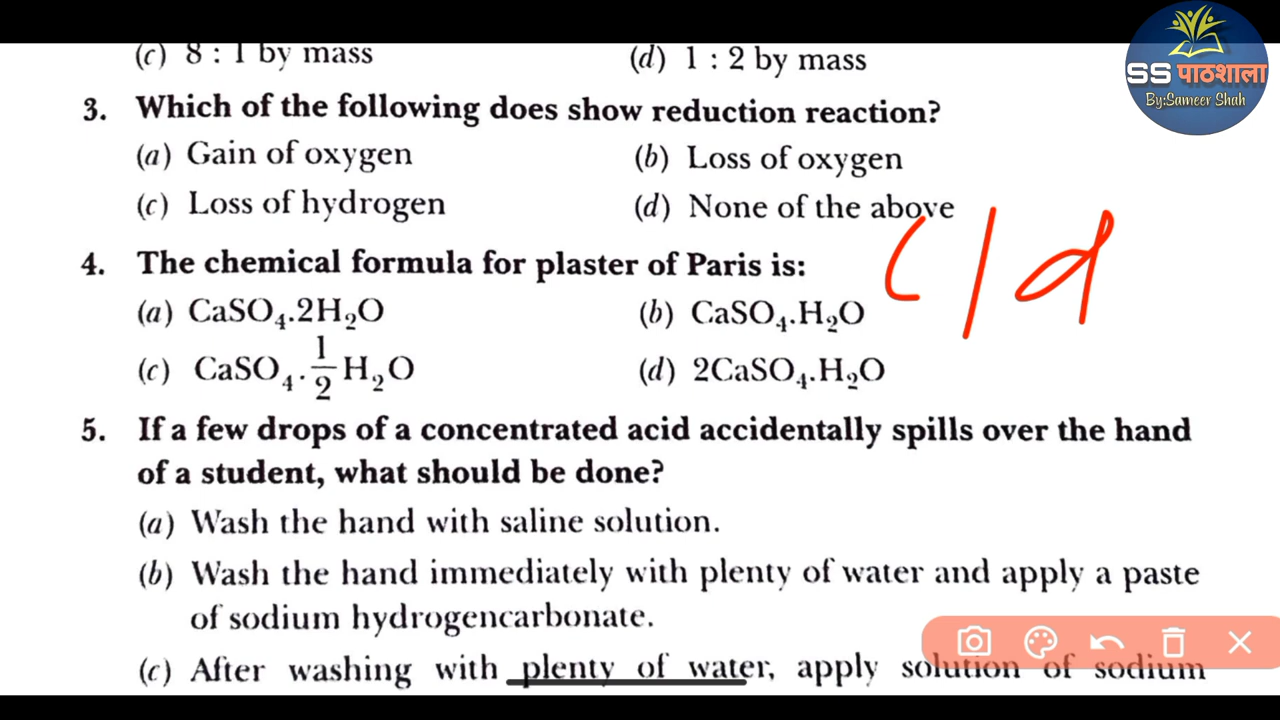 SS पाठशाला
By:Sameer Shah
(c) 8 : 1 by mass (d) 1 : 2 by mass
3. Which of the following does show reduction reaction?
(a) Gain of oxygen (b) Loss of oxygen
(c) Loss of hydrogen (d) None of the above
c/d
4. The chemical formula for plaster of Paris is:
(a) CaSO₄.2H₂O (b) CaSO₄.H₂O
(c) CaSO₄.1/2H₂O (d) 2CaSO₄.H₂O
5. If a few drops of a concentrated acid accidentally spills over the hand
of a student, what should be done?
(a) Wash the hand with saline solution.
(b) Wash the hand immediately with plenty of water and apply a paste
of sodium hydrogencarbonate.
(c) After washing with plenty of water, apply solution of sodium